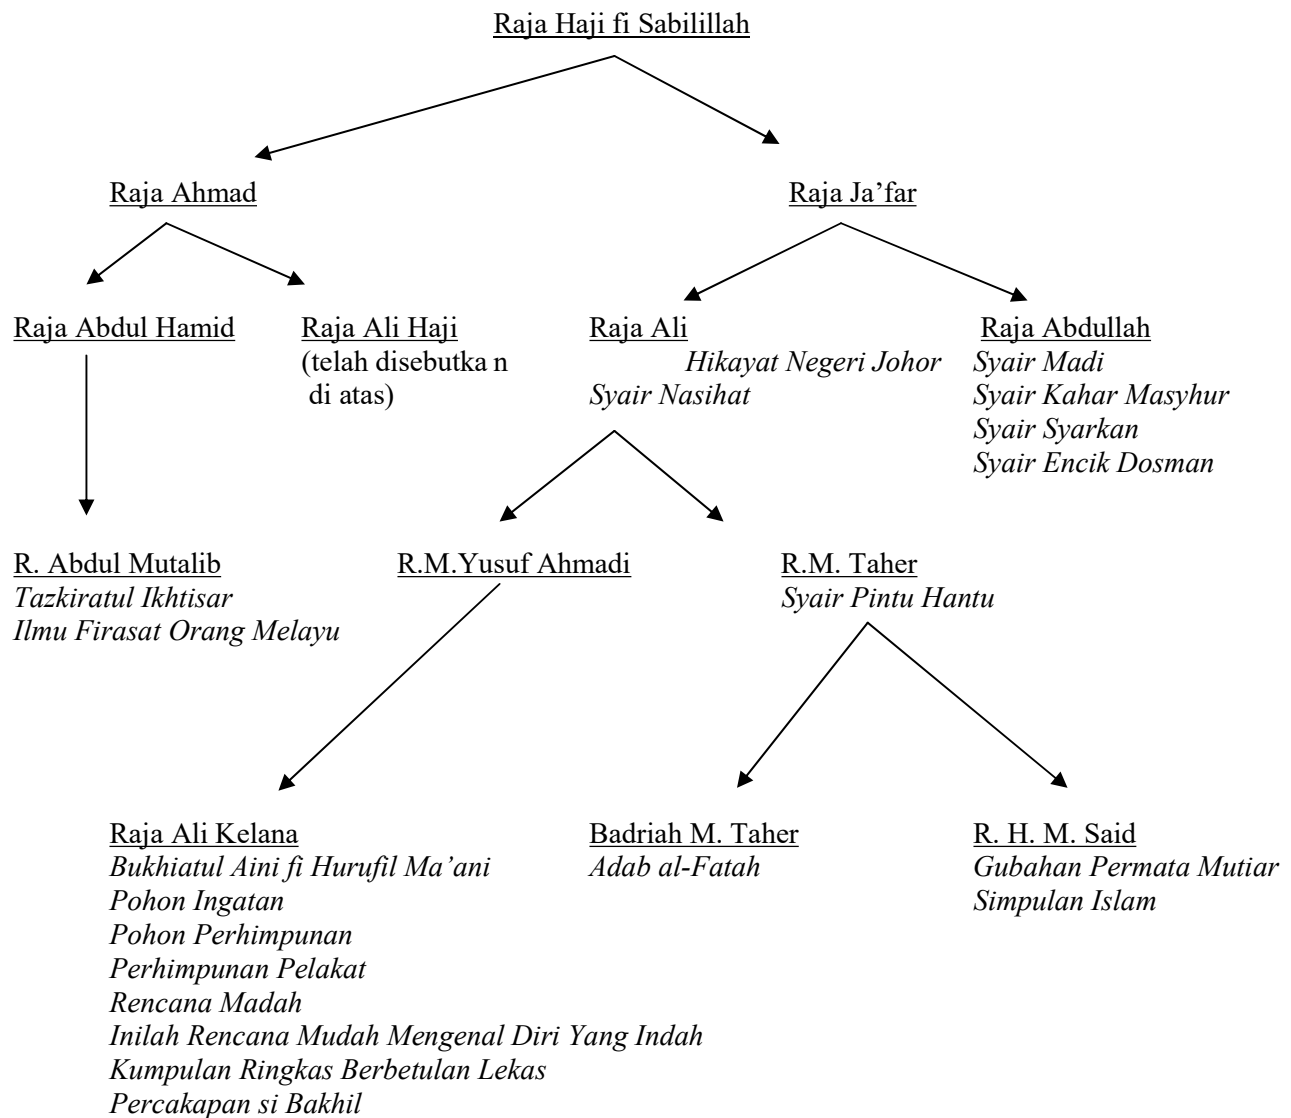 Raja Haji fi Sabilillah
Raja Ahmad
Raja Ja’far
Raja Abdul Hamid
Raja Ali Haji
(telah disebutka n
di atas)
Raja Ali
Hikayat Negeri Johor
Syair Nasihat
Raja Abdullah
Syair Madi
Syair Kahar Masyhur
Syair Syarkan
Syair Encik Dosman
R. Abdul Mutalib
Tazkiratul Ikhtisar
Ilmu Firasat Orang Melayu
R.M.Yusuf Ahmadi
R.M. Taher
Syair Pintu Hantu
Raja Ali Kelana
Bukhiatul Aini fi Hurufil Ma’ani
Pohon Ingatan
Pohon Perhimpunan
Perhimpunan Pelakat
Rencana Madah
Inilah Rencana Mudah Mengenal Diri Yang Indah
Kumpulan Ringkas Berbetulan Lekas
Percakapan si Bakhil
Badriah M. Taher
Adab al-Fatah
R. H. M. Said
Gubahan Permata Mutiar
Simpulan Islam